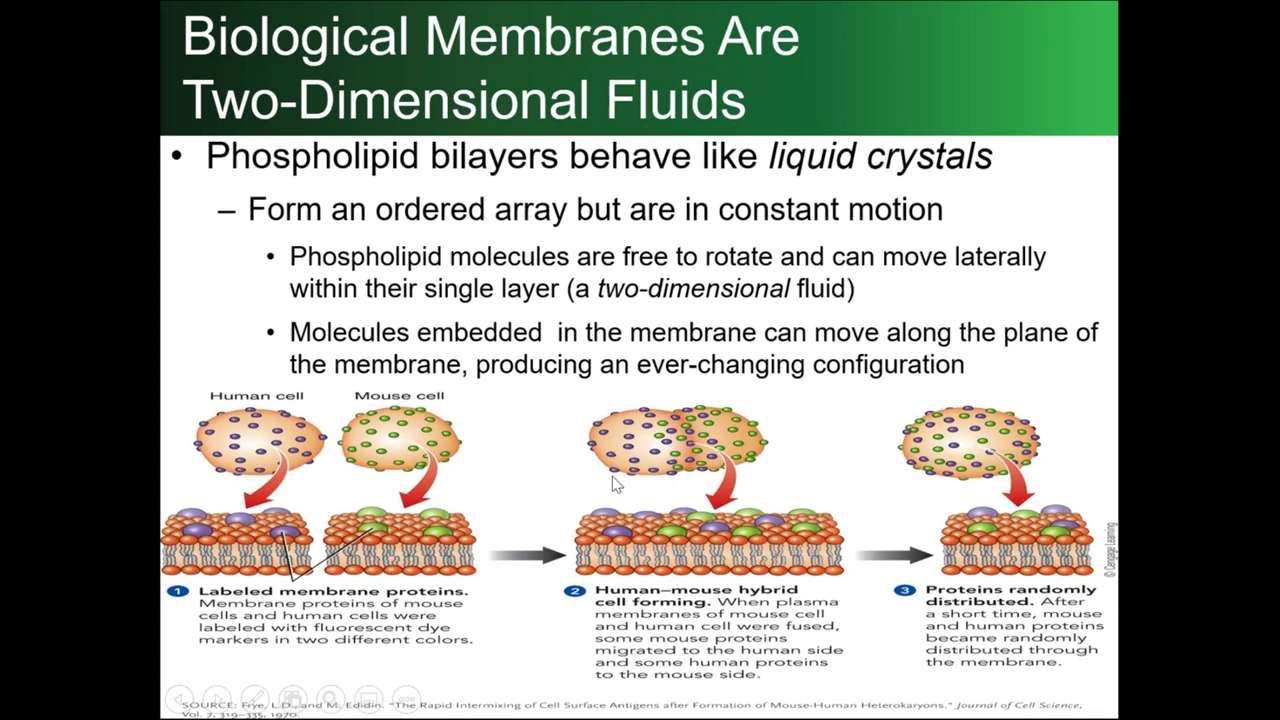 Biological Membranes Are
Two-Dimensional Fluids
• Phospholipid bilayers behave like liquid crystals
– Form an ordered array but are in constant motion
• Phospholipid molecules are free to rotate and can move laterally
within their single layer (a two-dimensional fluid)
• Molecules embedded in the membrane can move along the plane of
the membrane, producing an ever-changing configuration
Human cell
Mouse cell
1 Labeled membrane proteins.
Membrane proteins of mouse
cells and human cells were
labeled with fluorescent dye
markers in two different colors.
2 Human–mouse hybrid
cell forming. When plasma
membranes of mouse cell
and human cell were fused,
some mouse proteins
migrated to the human side
and some human proteins
to the mouse side.
3 Proteins randomly
distributed. After
a short time, mouse
and human proteins
became randomly
distributed through
the membrane.
© Cengage Learning
SOURCE: Frye, L.D., and M. Edidin. "The Rapid Intermixing of Cell Surface Antigens after Formation of Mouse-Human Heterokaryons." Journal of Cell Science,
Vol. 7, 319–335, 1970.